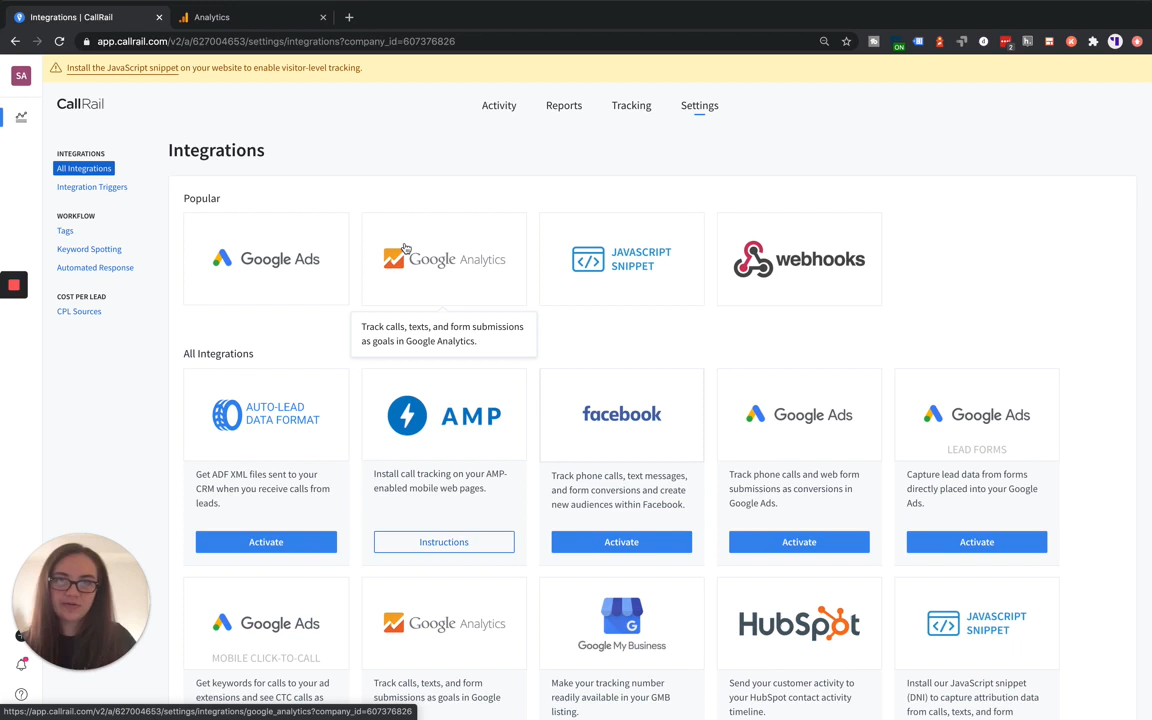 Integrations | CallRail
Analytics
app.callrail.com/v2/a/627004653/settings/integrations?company_id=607376826
ON
2
SA
Install the JavaScript snippet on your website to enable visitor-level tracking.
CallRail
Activity
Reports
Tracking
Settings
INTEGRATIONS
All Integrations
Integration Triggers
WORKFLOW
Tags
Keyword Spotting
Automated Response
COST PER LEAD
CPL Sources
Integrations
Popular
Google Ads
Google Analytics
JAVASCRIPT
SNIPPET
webhooks
Track calls, texts, and form submissions
as goals in Google Analytics.
All Integrations
AUTO-LEAD
DATA FORMAT
Get ADF XML files sent to your
CRM when you receive calls from
leads.
Activate
AMP
Install call tracking on your AMP-
enabled mobile web pages.
Instructions
facebook
Track phone calls, text messages,
and form conversions and create
new audiences within Facebook.
Activate
Google Ads
Track phone calls and web form
submissions as conversions in
Google Ads.
Activate
Google Ads
LEAD FORMS
Capture lead data from forms
directly placed into your Google
Ads.
Activate
Google Ads
MOBILE CLICK-TO-CALL
Get keywords for calls to your ad
extensions and see CTC calls as
Google Analytics
Track calls, texts, and form
submissions as goals in Google
Google My Business
Make your tracking number
readily available in your GMB
listing.
HubSpot
Send your customer activity to
your HubSpot contact activity
timeline.
JAVASCRIPT
SNIPPET
Install our JavaScript snippet
(DNI) to capture attribution data
from calls, texts, and form
https://app.callrail.com/v2/a/627004653/settings/integrations/google_analytics?company_id=607376826